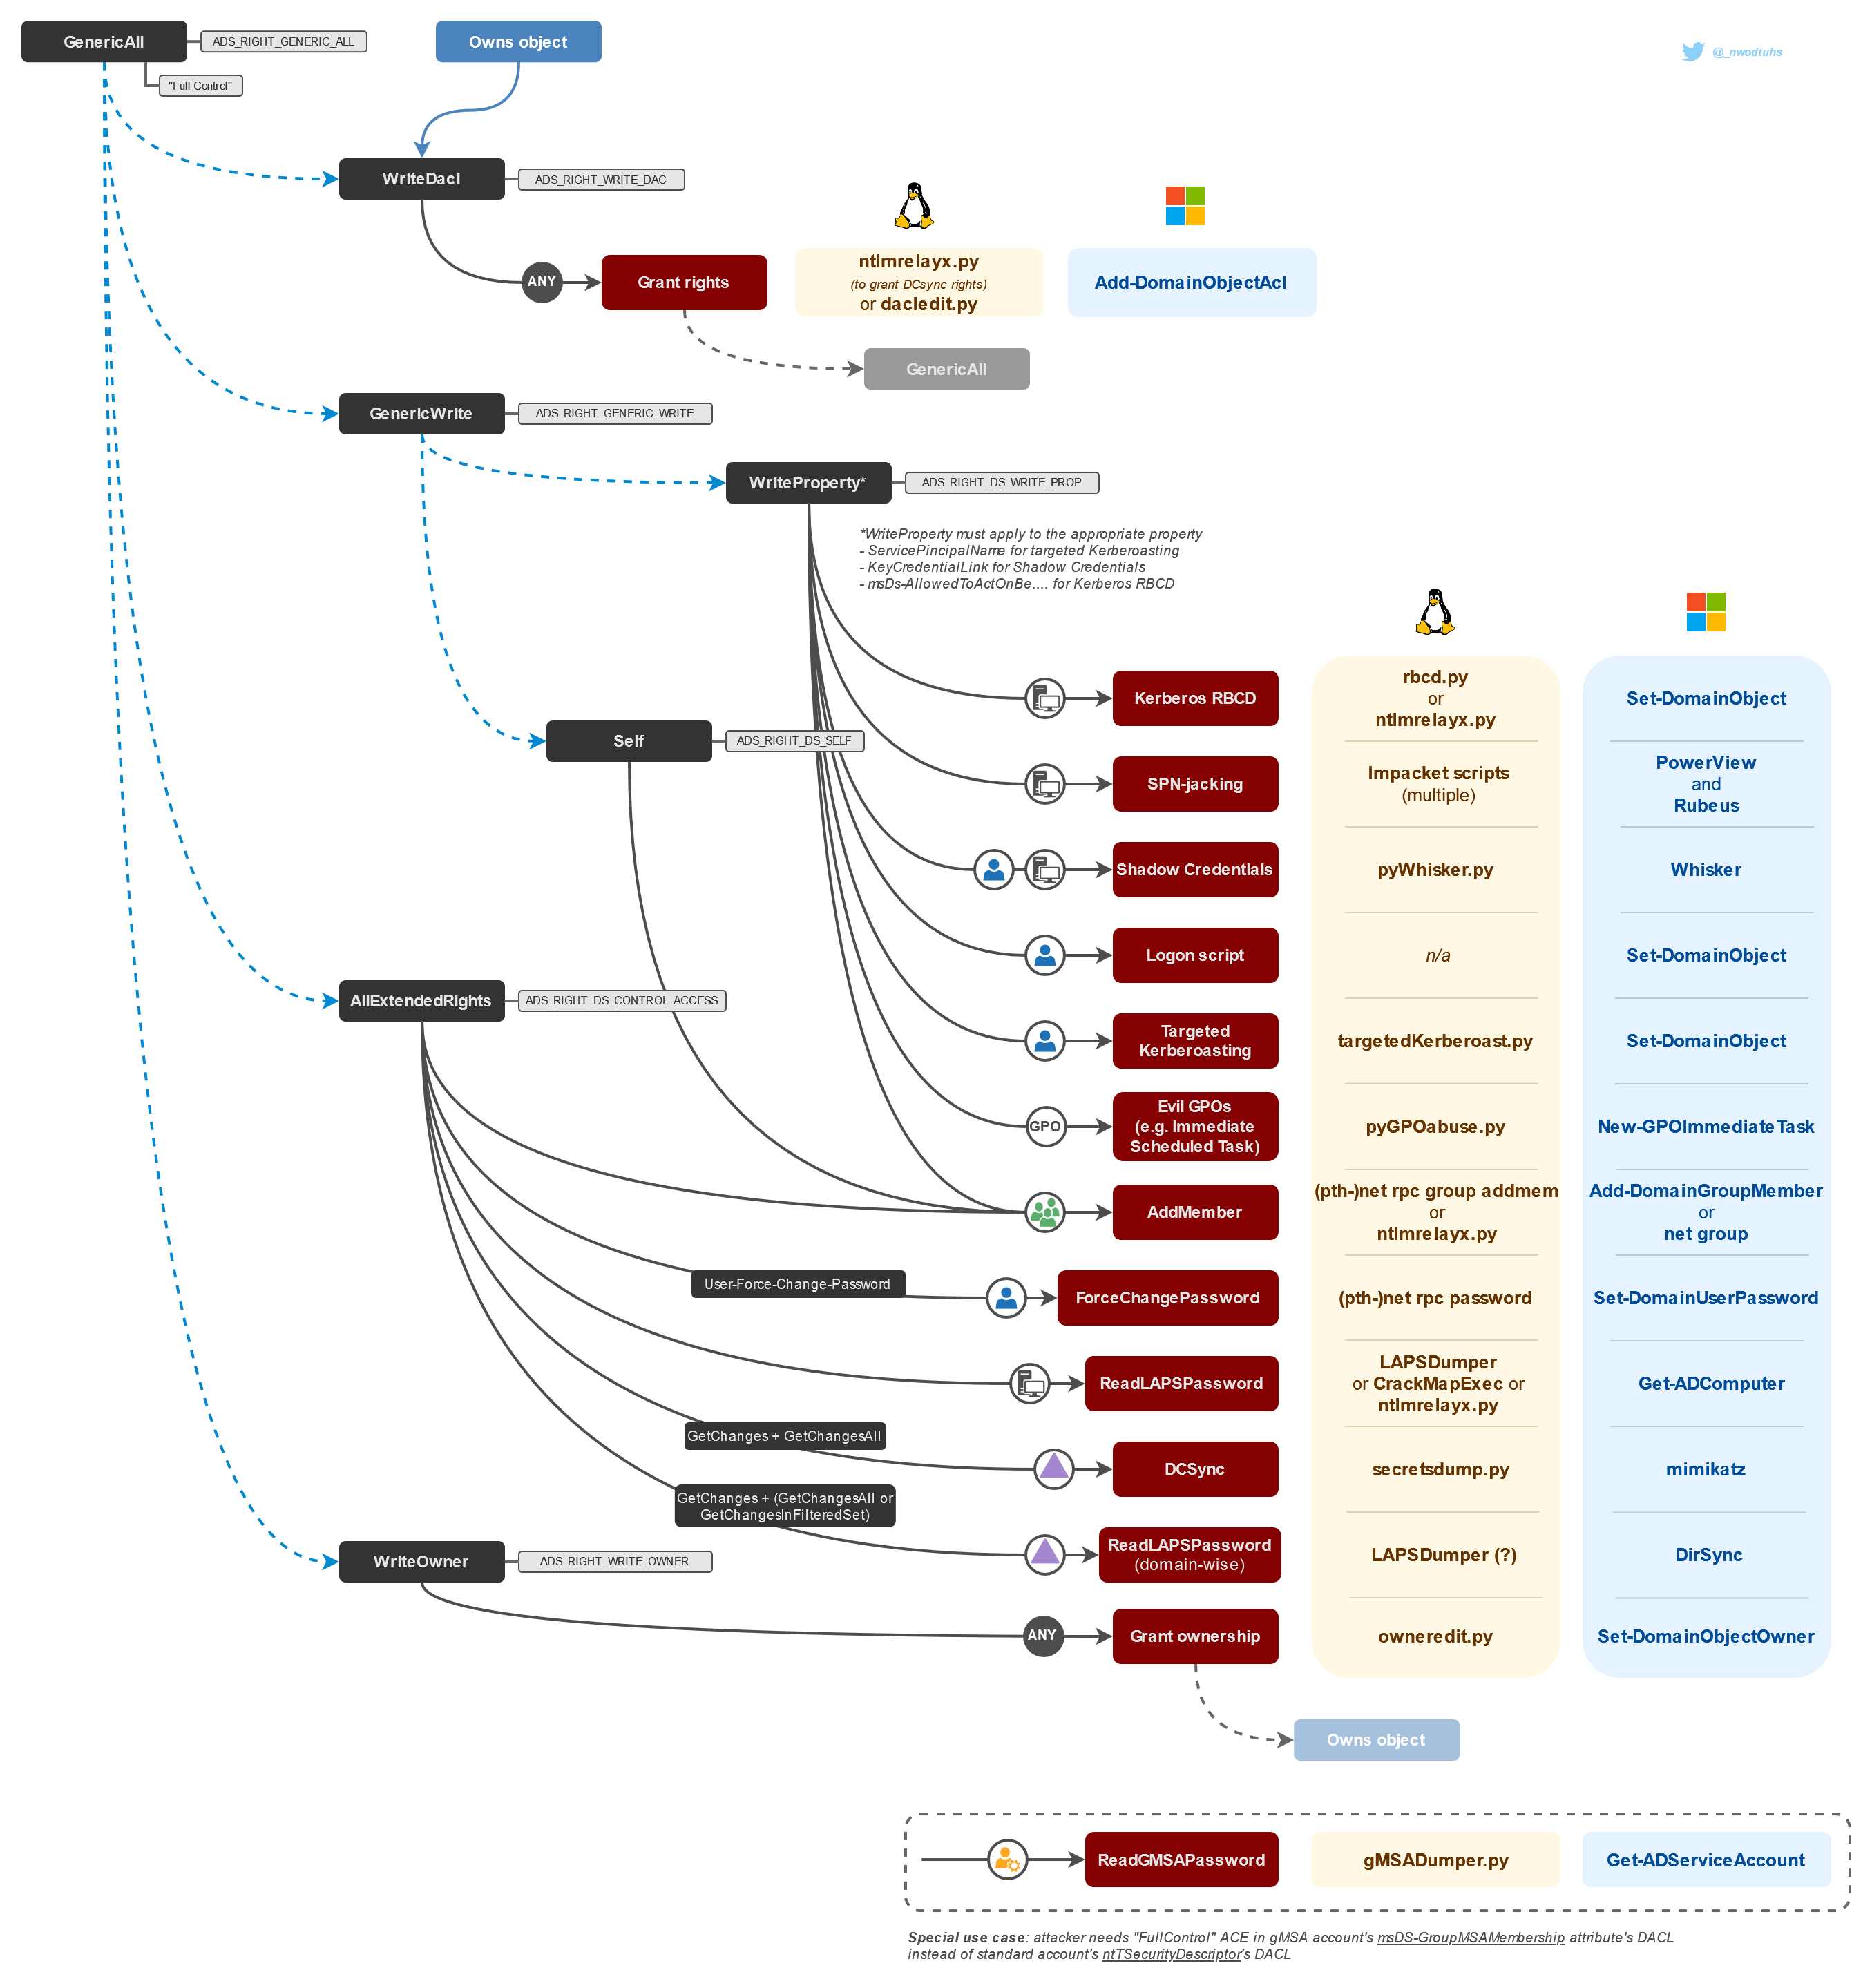 GenericAll
ADS_RIGHT_GENERIC_ALL
"Full Control"
Owns object
@_nwodtuhs
WriteDacl
ADS_RIGHT_WRITE_DAC
ANY
Grant rights
ntlmrelayx.py
(to grant DCsync rights)
or dacledit.py
Add-DomainObjectAcl
GenericAll
GenericWrite
ADS_RIGHT_GENERIC_WRITE
WriteProperty*
ADS_RIGHT_DS_WRITE_PROP
*WriteProperty must apply to the appropriate property
- ServicePincipalName for targeted Kerberoasting
- KeyCredentialLink for Shadow Credentials
- msDs-AllowedToActOnBe.... for Kerberos RBCD
Kerberos RBCD
rbcd.py
or
ntlmrelayx.py
Set-DomainObject
Self
ADS_RIGHT_DS_SELF
SPN-jacking
Impacket scripts
(multiple)
PowerView
and
Rubeus
Shadow Credentials
pyWhisker.py
Whisker
Logon script
n/a
Set-DomainObject
AllExtendedRights
ADS_RIGHT_DS_CONTROL_ACCESS
Targeted
Kerberoasting
targetedKerberoast.py
Set-DomainObject
GPO
Evil GPOs
(e.g. Immediate
Scheduled Task)
pyGPOabuse.py
New-GPOImmediateTask
AddMember
(pth-)net rpc group addmem
or
ntlmrelayx.py
Add-DomainGroupMember
or
net group
User-Force-Change-Password
ForceChangePassword
(pth-)net rpc password
Set-DomainUserPassword
ReadLAPSPassword
LAPSDumper
or CrackMapExec or
ntlmrelayx.py
Get-ADComputer
GetChanges + GetChangesAll
DCSync
secretsdump.py
mimikatz
GetChanges + (GetChangesAll or
GetChangesInFilteredSet)
ReadLAPSPassword
(domain-wise)
LAPSDumper (?)
DirSync
WriteOwner
ADS_RIGHT_WRITE_OWNER
ANY
Grant ownership
owneredit.py
Set-DomainObjectOwner
Owns object
ReadGMSAPassword
gMSADumper.py
Get-ADServiceAccount
Special use case: attacker needs "FullControl" ACE in gMSA account's msDS-GroupMSAMembership attribute's DACL
instead of standard account's ntTSecurityDescriptor's DACL